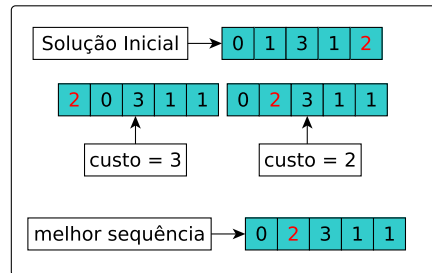 Solução Inicial 0 1 3 1 2
2 0 3 1 1 0 2 3 1 1
custo = 3 custo = 2
melhor sequência 0 2 3 1 1